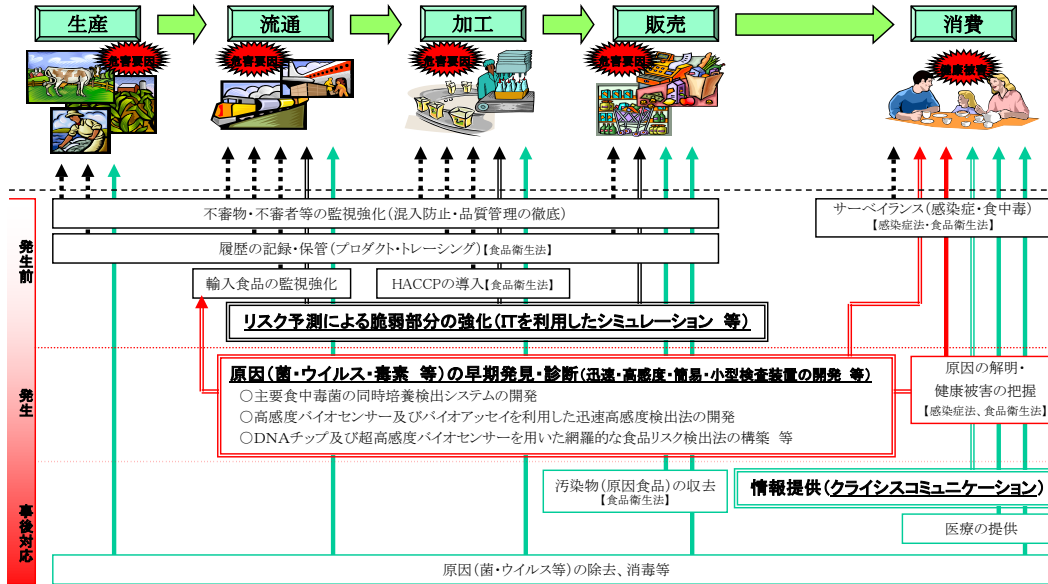 生産
流通
加工
販売
消費
危害要因
危害要因
危害要因
危害要因
健康被害
発生前
不審物・不審者等の監視強化(混入防止・品質管理の徹底)
サーベイランス(感染症・食中毒)
【感染症法・食品衛生法】
履歴の記録・保管(プロダクト・トレーシング)【食品衛生法】
輸入食品の監視強化
HACCPの導入【食品衛生法】
リスク予測による脆弱部分の強化(ITを利用したシミュレーション 等)
発生
原因(菌・ウイルス・毒素 等)の早期発見・診断(迅速・高感度・簡易・小型検査装置の開発 等)
○主要食中毒菌の同時培養検出システムの開発
○高感度バイオセンサー及びバイオアッセイを利用した迅速高感度検出法の開発
○DNAチップ及び超高感度バイオセンサーを用いた網羅的な食品リスク検出法の構築 等
原因の解明・
健康被害の把握
【感染症法、食品衛生法】
事後対応
汚染物(原因食品)の収去
【食品衛生法】
情報提供(クライシスコミュニケーション)
医療の提供
原因(菌・ウイルス等)の除去、消毒等